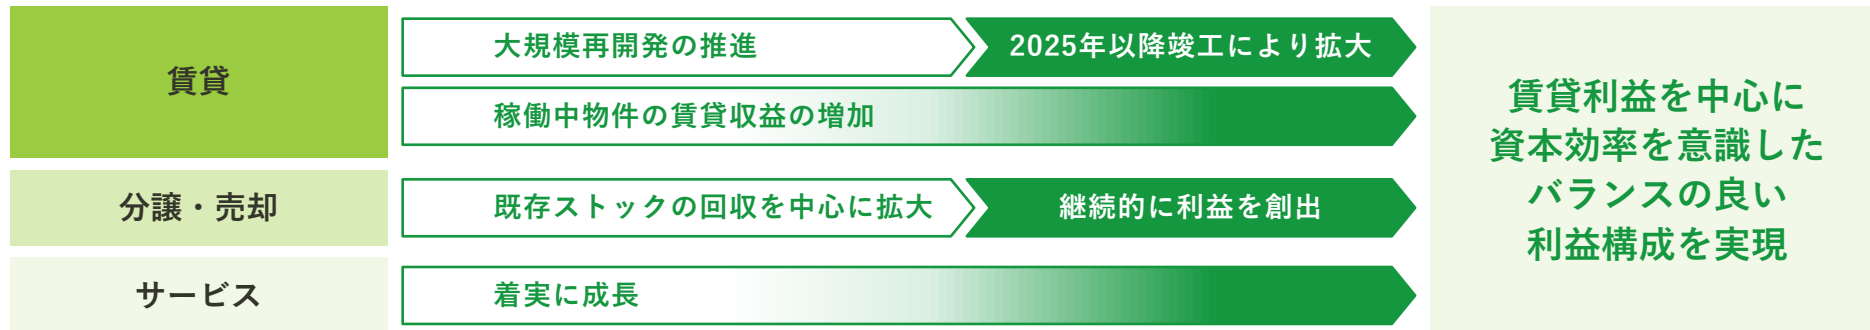 賃貸
大規模再開発の推進
2025年以降竣工により拡大
稼働中物件の賃貸収益の増加
分譲・売却
既存ストックの回収を中心に拡大
継続的に利益を創出
サービス
着実に成長
賃貸利益を中心に
資本効率を意識した
バランスの良い
利益構成を実現